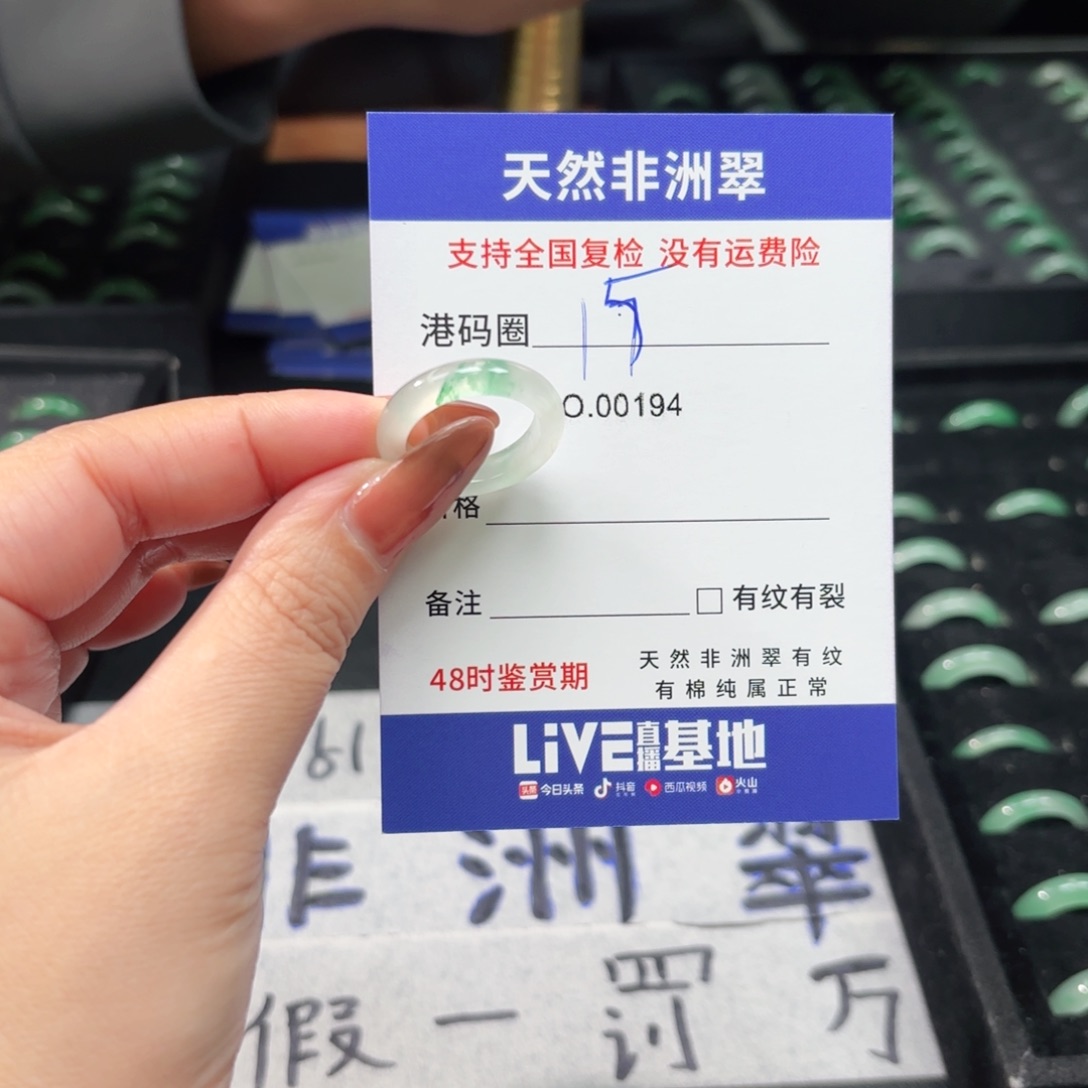 天然非洲翠
支持全国复检 没有运费险
港码圈 15
O.00194
格
备注 □ 有纹有裂
48时鉴赏期
天然非洲翠有纹
有棉纯属正常
LiVE直播基地
头条 今日头条 抖音 西瓜视频 火山
61
非洲翠
假一罚万